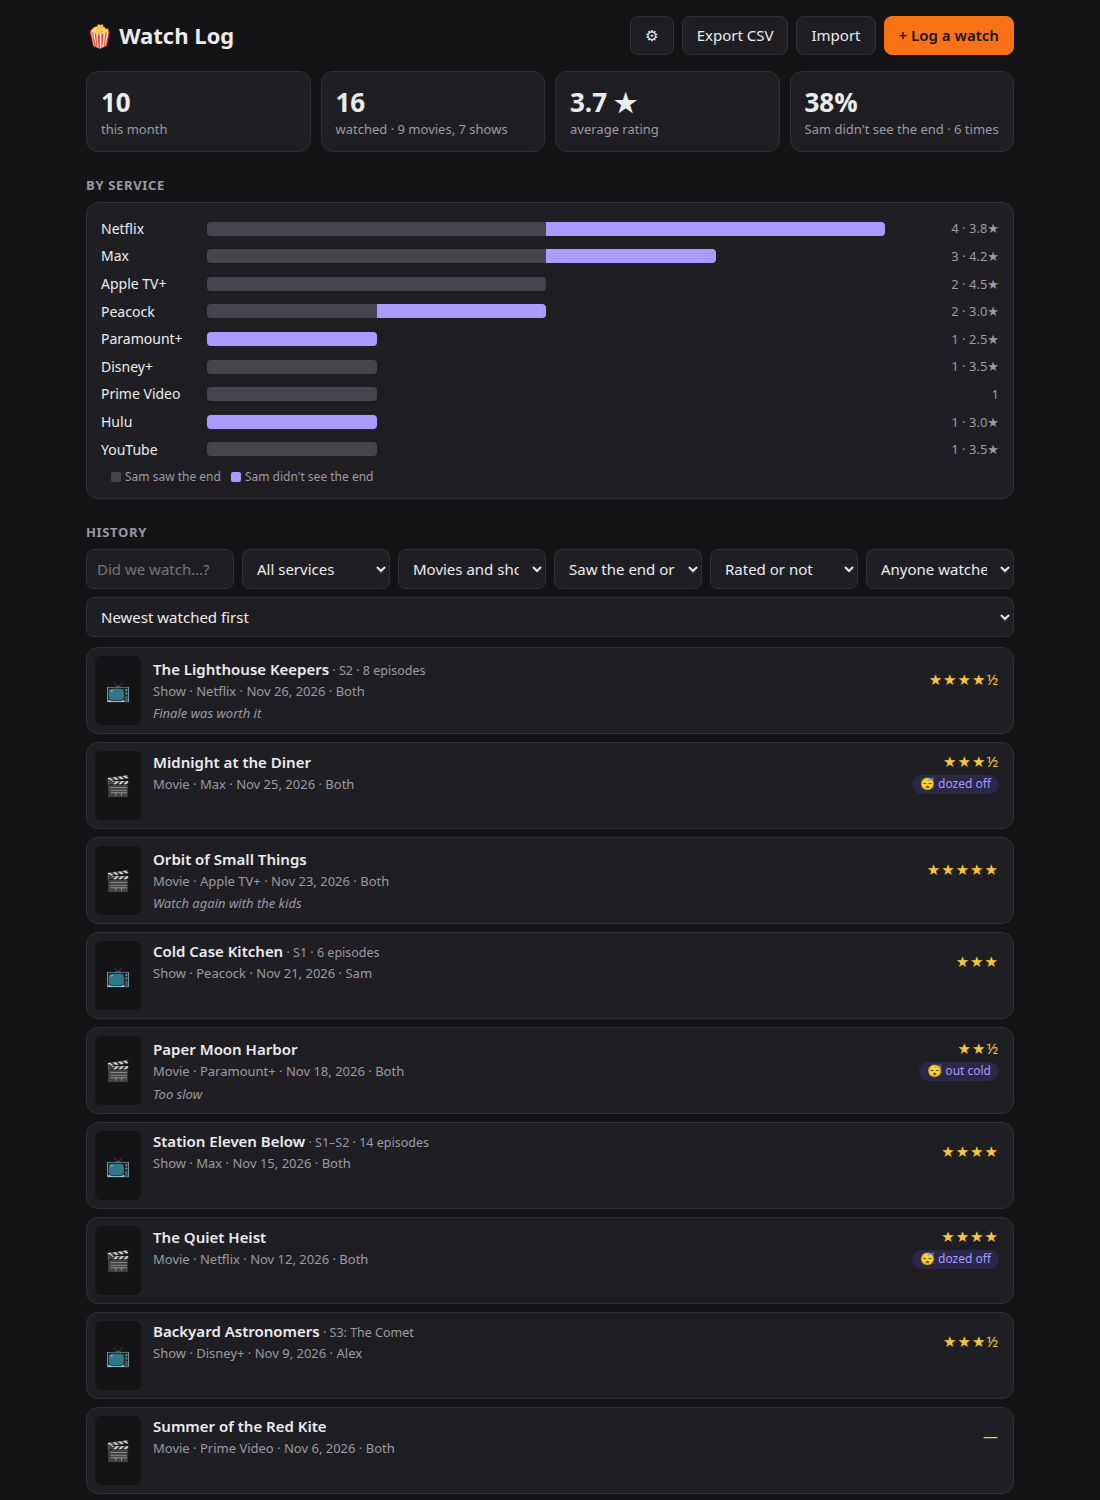 🍿 Watch Log
⚙ Export CSV Import + Log a watch
10
this month
16
watched · 9 movies, 7 shows
3.7 ★
average rating
38%
Sam didn't see the end · 6 times
BY SERVICE
Netflix 4 · 3.8★
Max 3 · 4.2★
Apple TV+ 2 · 4.5★
Peacock 2 · 3.0★
Paramount+ 1 · 2.5★
Disney+ 1 · 3.5★
Prime Video 1
Hulu 1 · 3.0★
YouTube 1 · 3.5★
Sam saw the end Sam didn't see the end
HISTORY
Did we watch...? All services Movies and sho Saw the end or Rated or not Anyone watche
Newest watched first
The Lighthouse Keepers · S2 · 8 episodes
Show · Netflix · Nov 26, 2026 · Both
★★★★½
Finale was worth it
Midnight at the Diner
★★★½
Movie · Max · Nov 25, 2026 · Both
😴 dozed off
Orbit of Small Things
Movie · Apple TV+ · Nov 23, 2026 · Both
★★★★★
Watch again with the kids
Cold Case Kitchen · S1 · 6 episodes
Show · Peacock · Nov 21, 2026 · Sam
★★★
Paper Moon Harbor
★★½
Movie · Paramount+ · Nov 18, 2026 · Both
😴 out cold
Too slow
Station Eleven Below · S1–S2 · 14 episodes
Show · Max · Nov 15, 2026 · Both
★★★★
The Quiet Heist
★★★★
Movie · Netflix · Nov 12, 2026 · Both
😴 dozed off
Backyard Astronomers · S3: The Comet
Show · Disney+ · Nov 9, 2026 · Alex
★★★½
Summer of the Red Kite
Movie · Prime Video · Nov 6, 2026 · Both
—